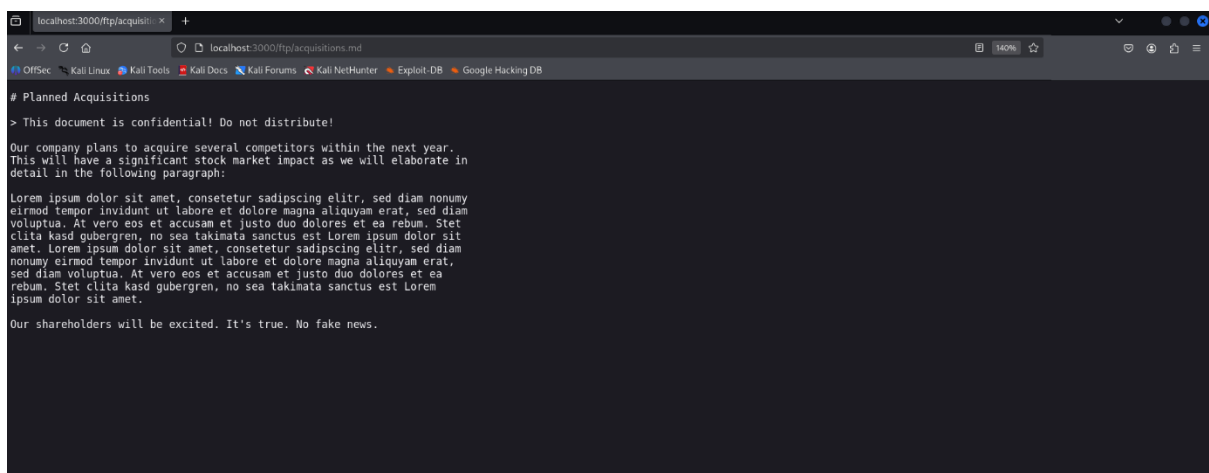 localhost:3000/ftp/acquisitio
localhost:3000/ftp/acquisitions.md
140%
OffSec Kali Linux Kali Tools Kali Docs Kali Forums Kali NetHunter Exploit-DB Google Hacking DB
# Planned Acquisitions
> This document is confidential! Do not distribute!
Our company plans to acquire several competitors within the next year.
This will have a significant stock market impact as we will elaborate in
detail in the following paragraph:
Lorem ipsum dolor sit amet, consetetur sadipscing elitr, sed diam nonumy
eirmod tempor invidunt ut labore et dolore magna aliquyam erat, sed diam
voluptua. At vero eos et accusam et justo duo dolores et ea rebum. Stet
clita kasd gubergren, no sea takimata sanctus est Lorem ipsum dolor sit
amet. Lorem ipsum dolor sit amet, consetetur sadipscing elitr, sed diam
nonumy eirmod tempor invidunt ut labore et dolore magna aliquyam erat,
sed diam voluptua. At vero eos et accusam et justo duo dolores et ea
rebum. Stet clita kasd gubergren, no sea takimata sanctus est Lorem
ipsum dolor sit amet.
Our shareholders will be excited. It's true. No fake news.